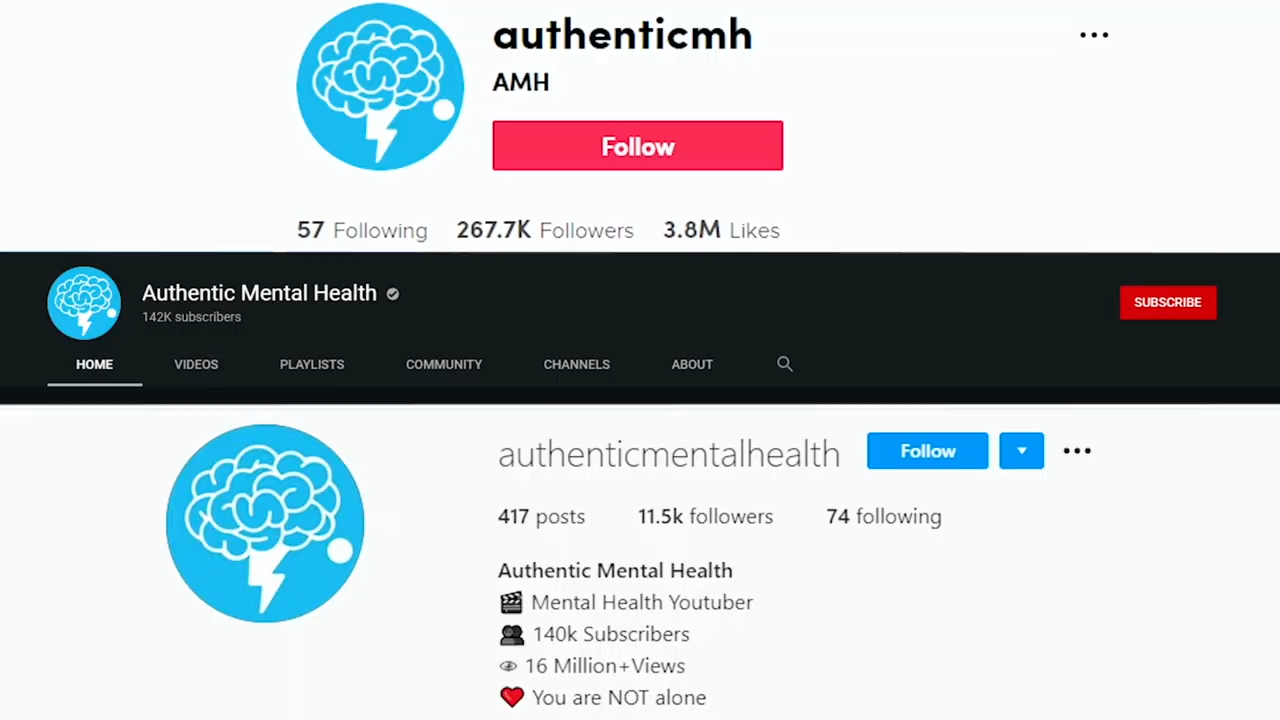 authenticmh
AMH
Follow
57 Following 267.7K Followers 3.8M Likes
Authentic Mental Health
142K subscribers
SUBSCRIBE
HOME VIDEOS PLAYLISTS COMMUNITY CHANNELS ABOUT
authenticmentalhealth Follow
417 posts 11.5k followers 74 following
Authentic Mental Health
Mental Health Youtuber
140k Subscribers
16 Million+Views
You are NOT alone